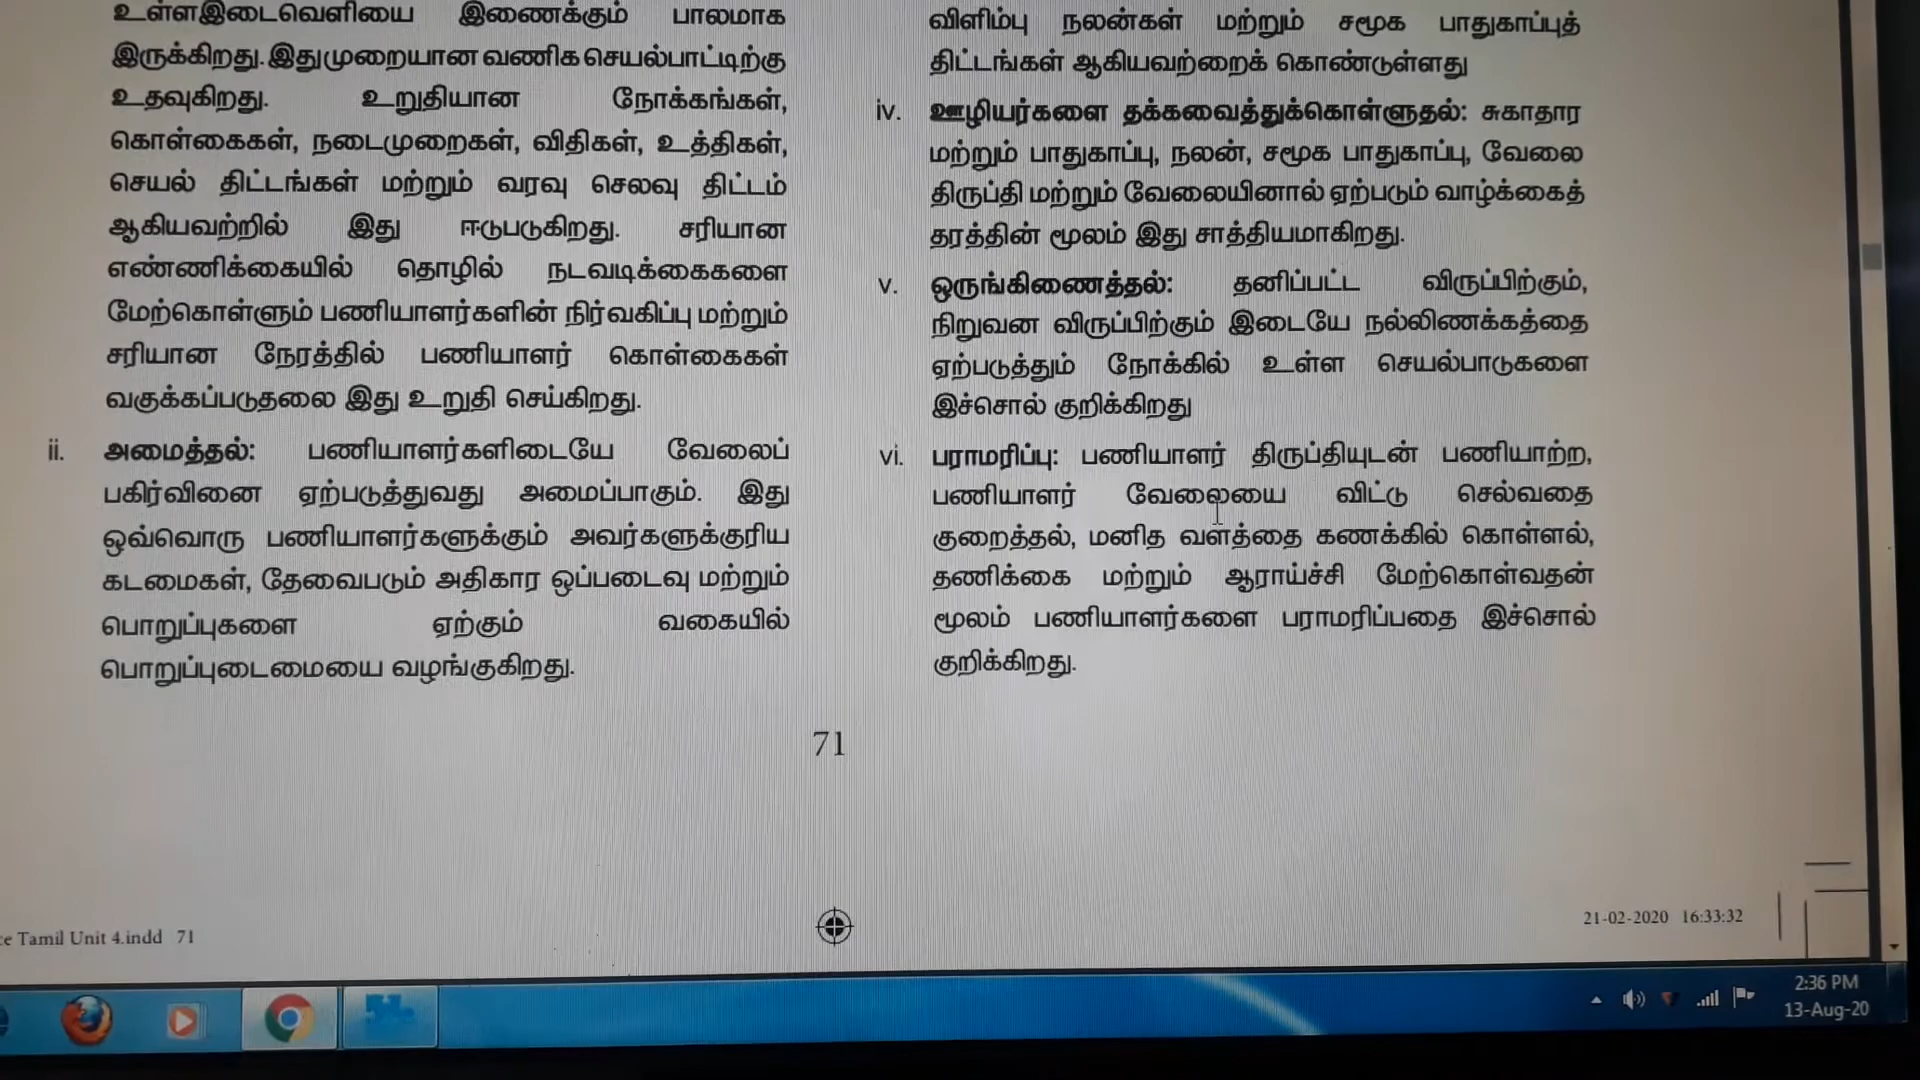 உள்ளஇடைவெளியை இணைக்கும் பாலமாக
இருக்கிறது. இதுமுறையான வணிக செயல்பாட்டிற்கு
உதவுகிறது. உறுதியான நோக்கங்கள்,
கொள்கைகள், நடைமுறைகள், விதிகள், உத்திகள்,
செயல் திட்டங்கள் மற்றும் வரவு செலவு திட்டம்
ஆகியவற்றில் இது ஈடுபடுகிறது. சரியான
எண்ணிக்கையில் தொழில் நடவடிக்கைகளை
மேற்கொள்ளும் பணியாளர்களின் நிர்வகிப்பு மற்றும்
சரியான நேரத்தில் பணியாளர் கொள்கைகள்
வகுக்கப்படுதலை இது உறுதி செய்கிறது.
ii. அமைத்தல்: பணியாளர்களிடையே வேலைப்
பகிர்வினை ஏற்படுத்துவது அமைப்பாகும். இது
ஒவ்வொரு பணியாளர்களுக்கும் அவர்களுக்குரிய
கடமைகள், தேவைபடும் அதிகார ஒப்படைவு மற்றும்
பொறுப்புகளை ஏற்கும் வகையில்
பொறுப்புடைமையை வழங்குகிறது.
விளிம்பு நலன்கள் மற்றும் சமூக பாதுகாப்புத்
திட்டங்கள் ஆகியவற்றைக் கொண்டுள்ளது
iv. ஊழியர்களை தக்கவைத்துக்கொள்ளுதல்: சுகாதார
மற்றும் பாதுகாப்பு, நலன், சமூக பாதுகாப்பு, வேலை
திருப்தி மற்றும் வேலையினால் ஏற்படும் வாழ்க்கைத்
தரத்தின் மூலம் இது சாத்தியமாகிறது.
v. ஒருங்கிணைத்தல்: தனிப்பட்ட விருப்பிற்கும்,
நிறுவன விருப்பிற்கும் இடையே நல்லிணக்கத்தை
ஏற்படுத்தும் நோக்கில் உள்ள செயல்பாடுகளை
இச்சொல் குறிக்கிறது
vi. பராமரிப்பு: பணியாளர் திருப்தியுடன் பணியாற்ற,
பணியாளர் வேலையை விட்டு செல்வதை
குறைத்தல், மனித வளத்தை கணக்கில் கொள்ளல்,
தணிக்கை மற்றும் ஆராய்ச்சி மேற்கொள்வதன்
மூலம் பணியாளர்களை பராமரிப்பதை இச்சொல்
குறிக்கிறது.
71
Tamil Unit 4.indd 71
21-02-2020 16:33:32
2:36 PM
13-Aug-20